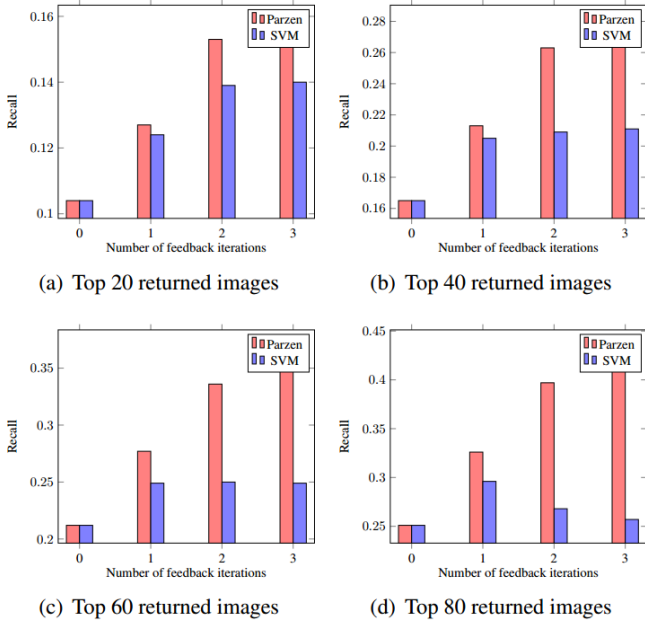 0.16
0.14
0.12
0.1
Recall
Parzen
SVM
0 1 2 3
Number of feedback iterations
(a) Top 20 returned images
0.28
0.26
0.24
0.22
0.2
0.18
0.16
Recall
Parzen
SVM
0 1 2 3
Number of feedback iterations
(b) Top 40 returned images
0.35
0.3
0.25
0.2
Recall
Parzen
SVM
0 1 2 3
Number of feedback iterations
(c) Top 60 returned images
0.45
0.4
0.35
0.3
0.25
Recall
Parzen
SVM
0 1 2 3
Number of feedback iterations
(d) Top 80 returned images